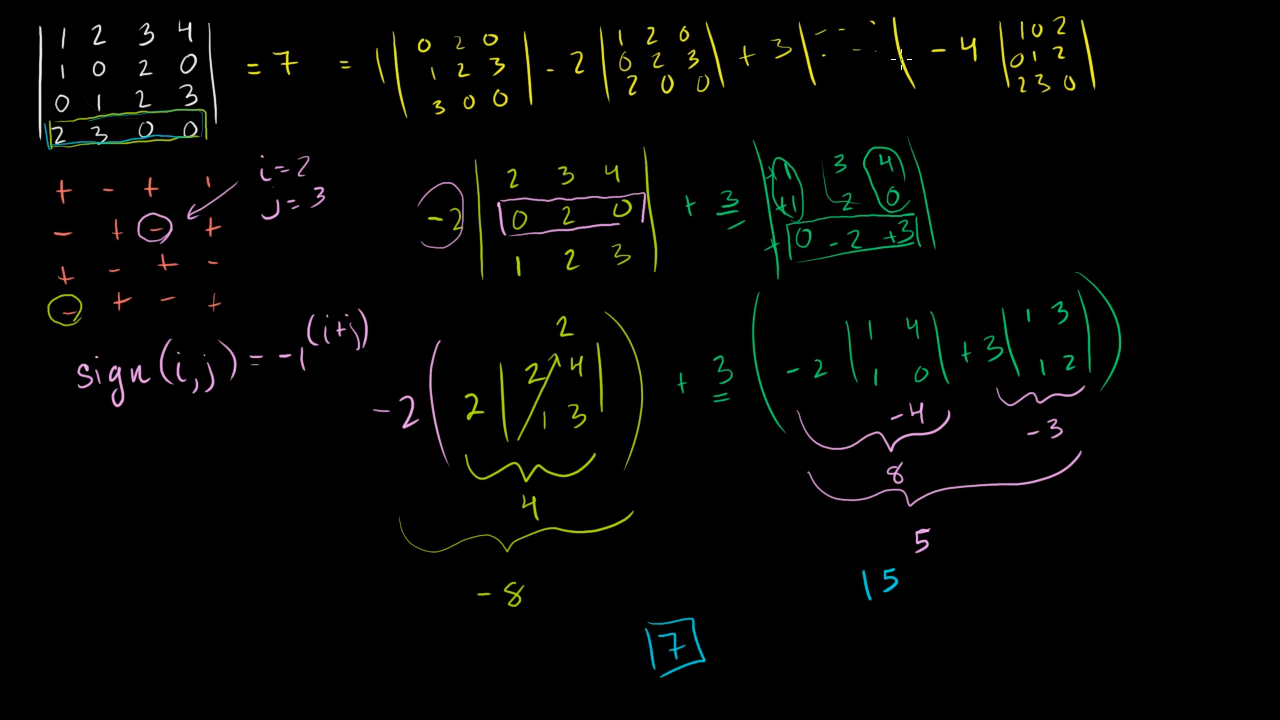 |1 2 3 4|
|1 0 2 0| = 7 = 1 |0 2 0| - 2 |1 2 0| + 3 | | - 4 |1 0 2|
|0 1 2 3| |1 2 3| |0 2 3| |0 1 2|
|2 3 0 0| |3 0 0| |2 0 0| |2 3 0|
+ - +
- + - +
+ - + -
- + - +
i=2
j=3
sign(i,j) = -1^(i+j)
-2 |2 3 4| + 3 |+1 3 4|
|0 2 0| |+1 2 0|
|1 2 3| |+0 -2 +3|
-2 (2 |2 4| 2) + 3 (-2 |1 4| + 3 |1 3|)
|1 3| |1 0| |1 2|
4
-8
-4
-3
8
5
15
7